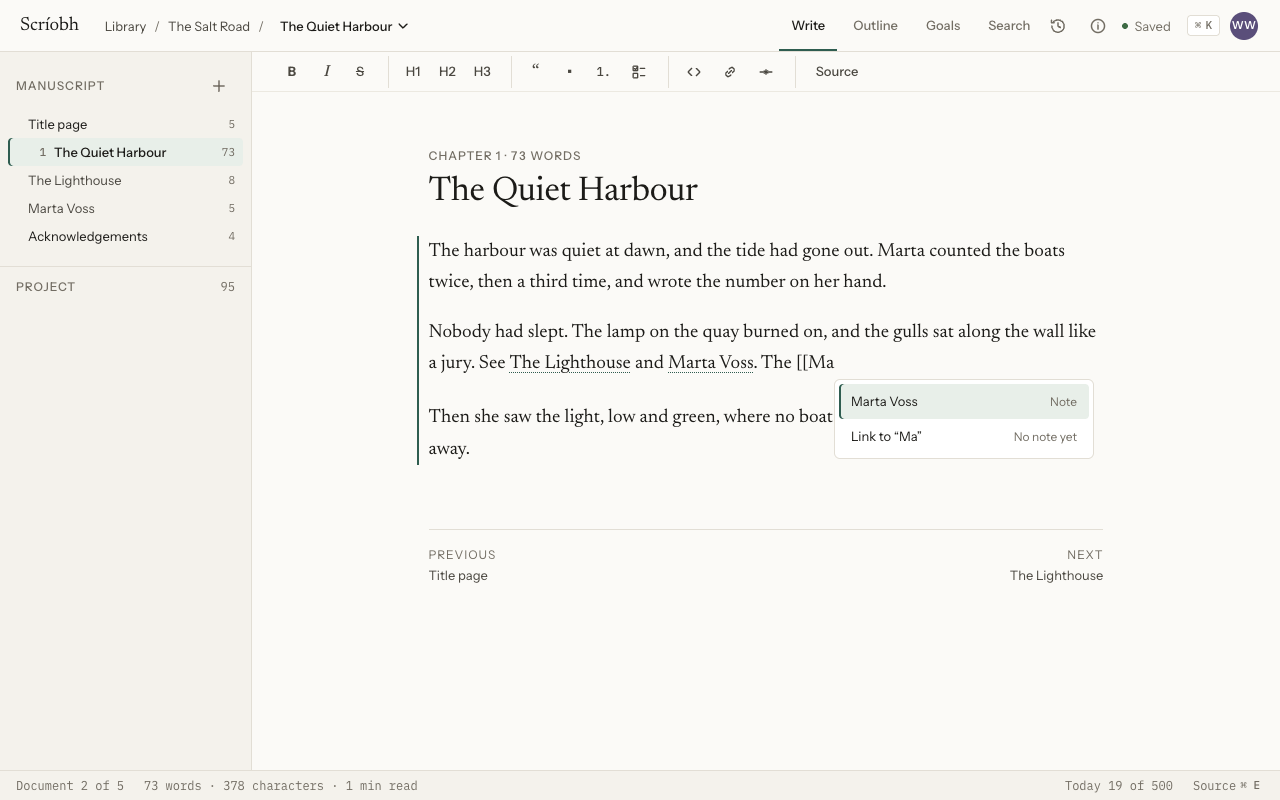 Scríobh
Library / The Salt Road / The Quiet Harbour
Write Outline Goals Search Saved ⌘ K WW
MANUSCRIPT
Title page 5
1 The Quiet Harbour 73
The Lighthouse 8
Marta Voss 5
Acknowledgements 4
PROJECT 95
B I S H1 H2 H3 “ 1. Source
CHAPTER 1 · 73 WORDS
The Quiet Harbour
The harbour was quiet at dawn, and the tide had gone out. Marta counted the boats
twice, then a third time, and wrote the number on her hand.
Nobody had slept. The lamp on the quay burned on, and the gulls sat along the wall like
a jury. See The Lighthouse and Marta Voss. The [[Ma
Marta Voss Note
Link to “Ma” No note yet
Then she saw the light, low and green, where no boat
away.
PREVIOUS
Title page
NEXT
The Lighthouse
Document 2 of 5 73 words · 378 characters · 1 min read
Today 19 of 500 Source ⌘ E